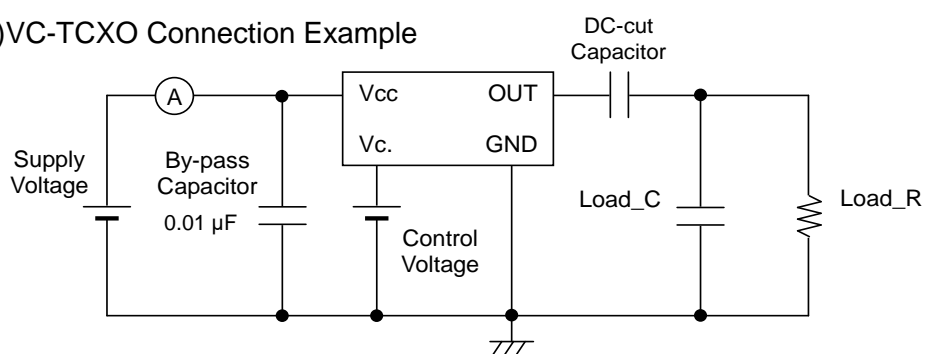 )VC-TCXO Connection Example
DC-cut
Capacitor
A
Vcc
OUT
Vc.
GND
Supply
Voltage
By-pass
Capacitor
0.01 µF
Control
Voltage
Load_C
Load_R